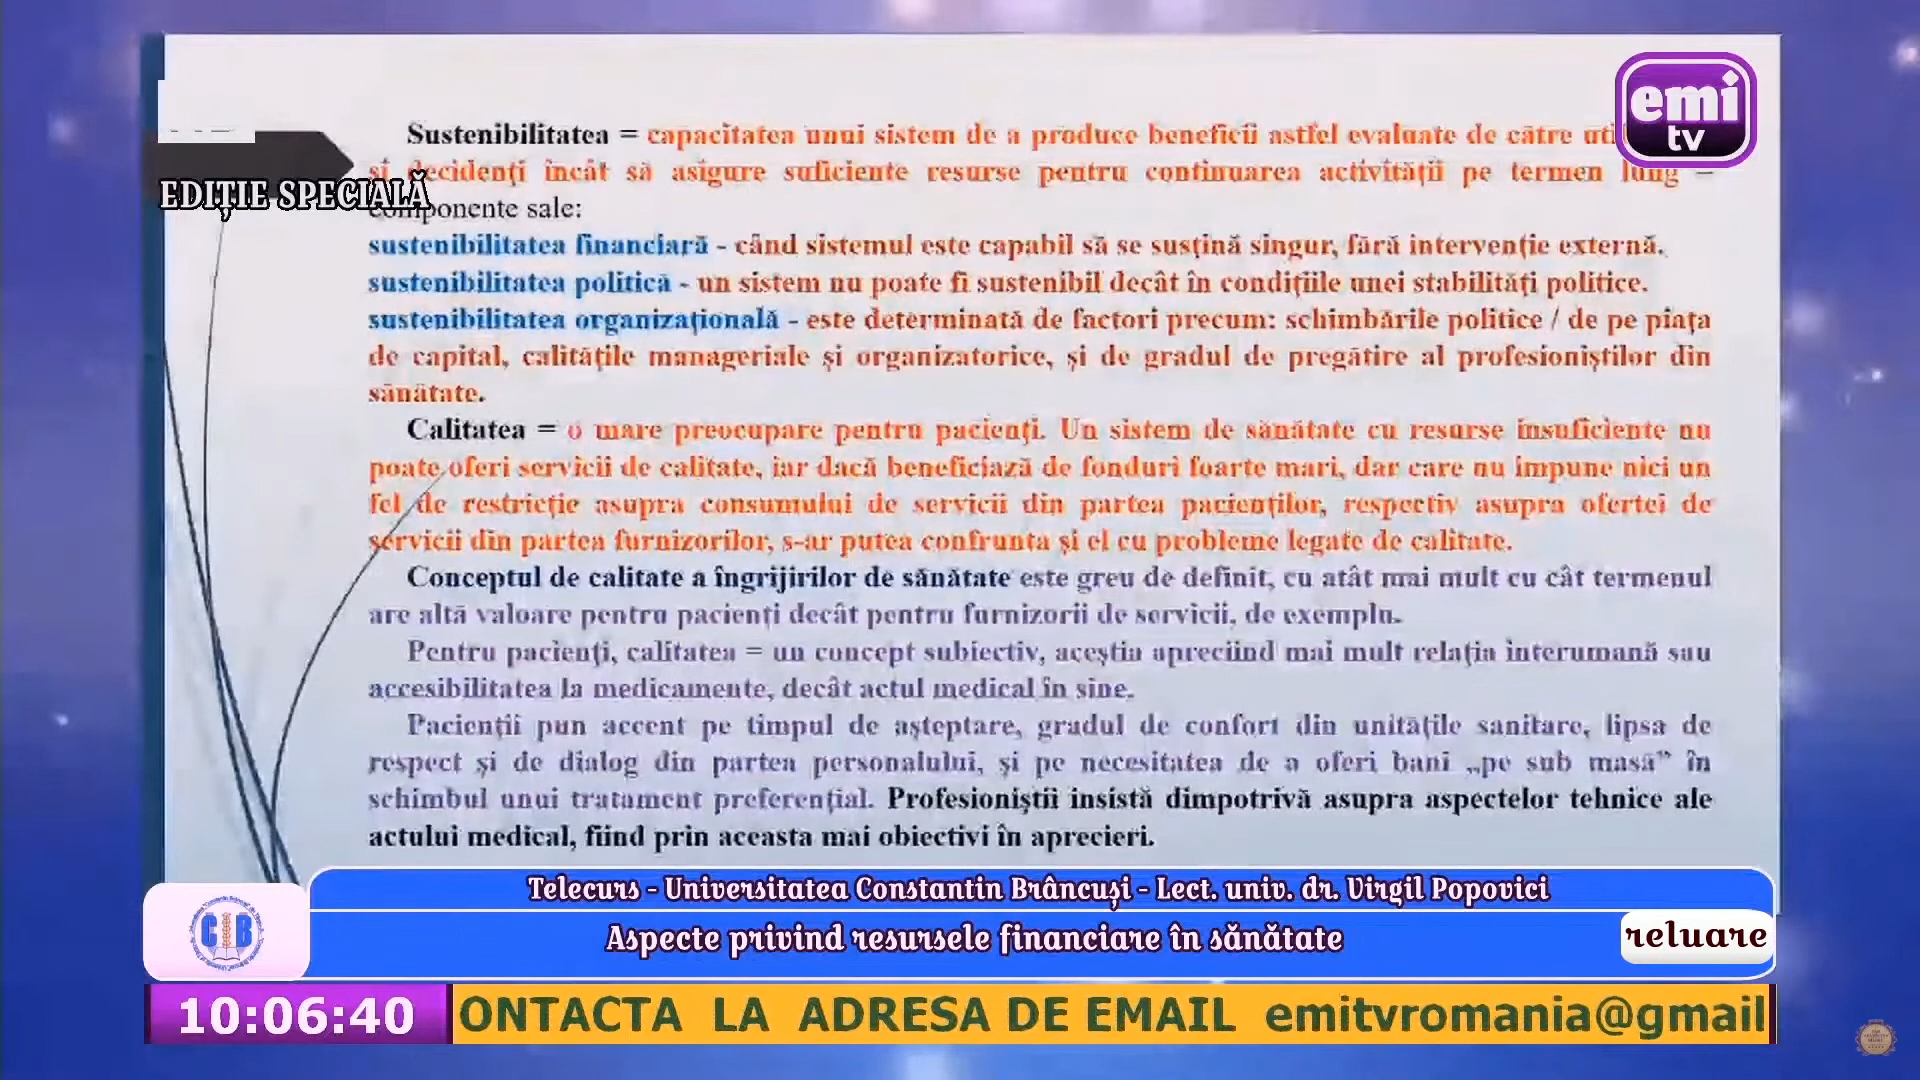 emi
tv
Sustenibilitatea = capacitatea unui sistem de a produce beneficii astfel evaluate de către
și decidenți încât să asigure suficiente resurse pentru continuarea activității pe termen lung –
EDIȚIE SPECIALĂ
componente sale:
sustenibilitatea financiară - când sistemul este capabil să se susțină singur, fără intervenție externă.
sustenibilitatea politică - un sistem nu poate fi sustenibil decât în condițiile unei stabilități politice.
sustenibilitatea organizațională - este determinată de factori precum: schimbările politice / de pe piața
de capital, calitățile manageriale și organizatorice, și de gradul de pregătire al profesioniștilor din
sănătate.
Calitatea = o mare preocupare pentru pacienți. Un sistem de sănătate cu resurse insuficiente nu
poate oferi servicii de calitate, iar dacă beneficiază de fonduri foarte mari, dar care nu impune nici un
fel de restricție asupra consumului de servicii din partea pacienților, respectiv asupra ofertei de
servicii din partea furnizorilor, s-ar putea confrunta și el cu probleme legate de calitate.
Conceptul de calitate a îngrijirilor de sănătate este greu de definit, cu atât mai mult cu cât termenul
are altă valoare pentru pacienți decât pentru furnizorii de servicii, de exemplu.
Pentru pacienți, calitatea = un concept subiectiv, aceștia apreciind mai mult relația interumană sau
accesibilitatea la medicamente, decât actul medical în sine.
Pacienții pun accent pe timpul de așteptare, gradul de confort din unitățile sanitare, lipsa de
respect și de dialog din partea personalului, și pe necesitatea de a oferi bani „pe sub masă” în
schimbul unui tratament preferențial. Profesioniștii insistă dimpotrivă asupra aspectelor tehnice ale
actului medical, fiind prin aceasta mai obiectivi în aprecieri.
Telecurs - Universitatea Constantin Brâncuși - Lect. univ. dr. Virgil Popovici
CIB
Aspecte privind resursele financiare în sănătate
reluare
10:06:40
ONTACTA LA ADRESA DE EMAIL emitvromania@gmail